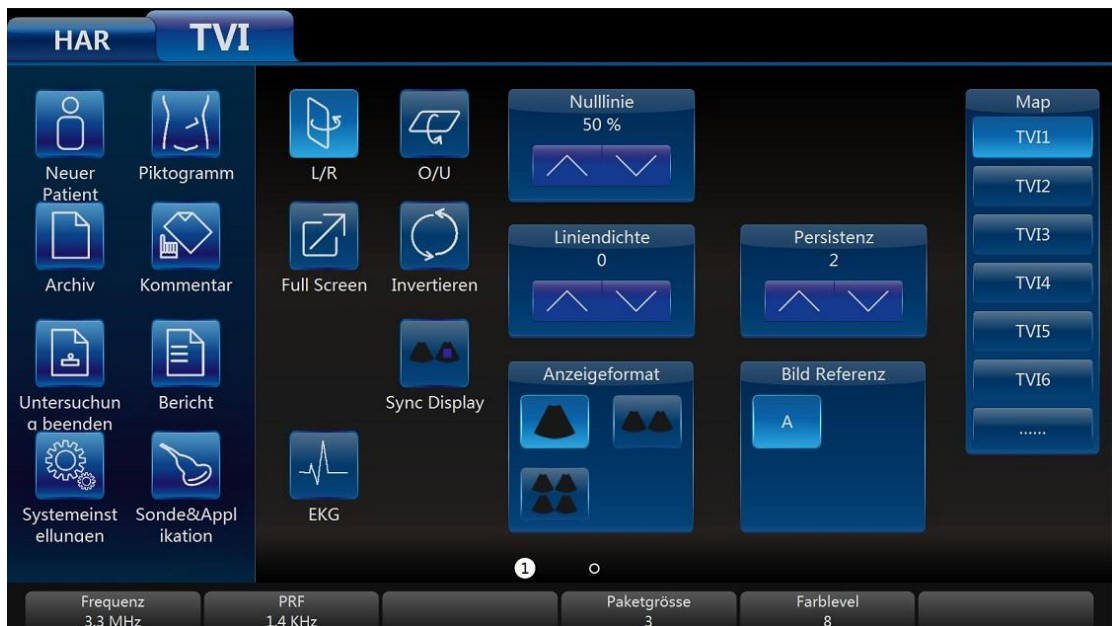 HAR
TVI
Neuer
Patient
Piktogramm
Archiv
Kommentar
Untersuchun
g beenden
Bericht
Systemeinst
ellungen
Sonde&Appl
ikation
L/R
O/U
Full Screen
Invertieren
Sync Display
EKG
Nulllinie
50 %
Liniendichte
0
Persistenz
2
Anzeigeformat
Bild Referenz
A
Map
TVI1
TVI2
TVI3
TVI4
TVI5
TVI6
......
1
Frequenz
3.3 MHz
PRF
1.4 KHz
Paketgrösse
3
Farblevel
8